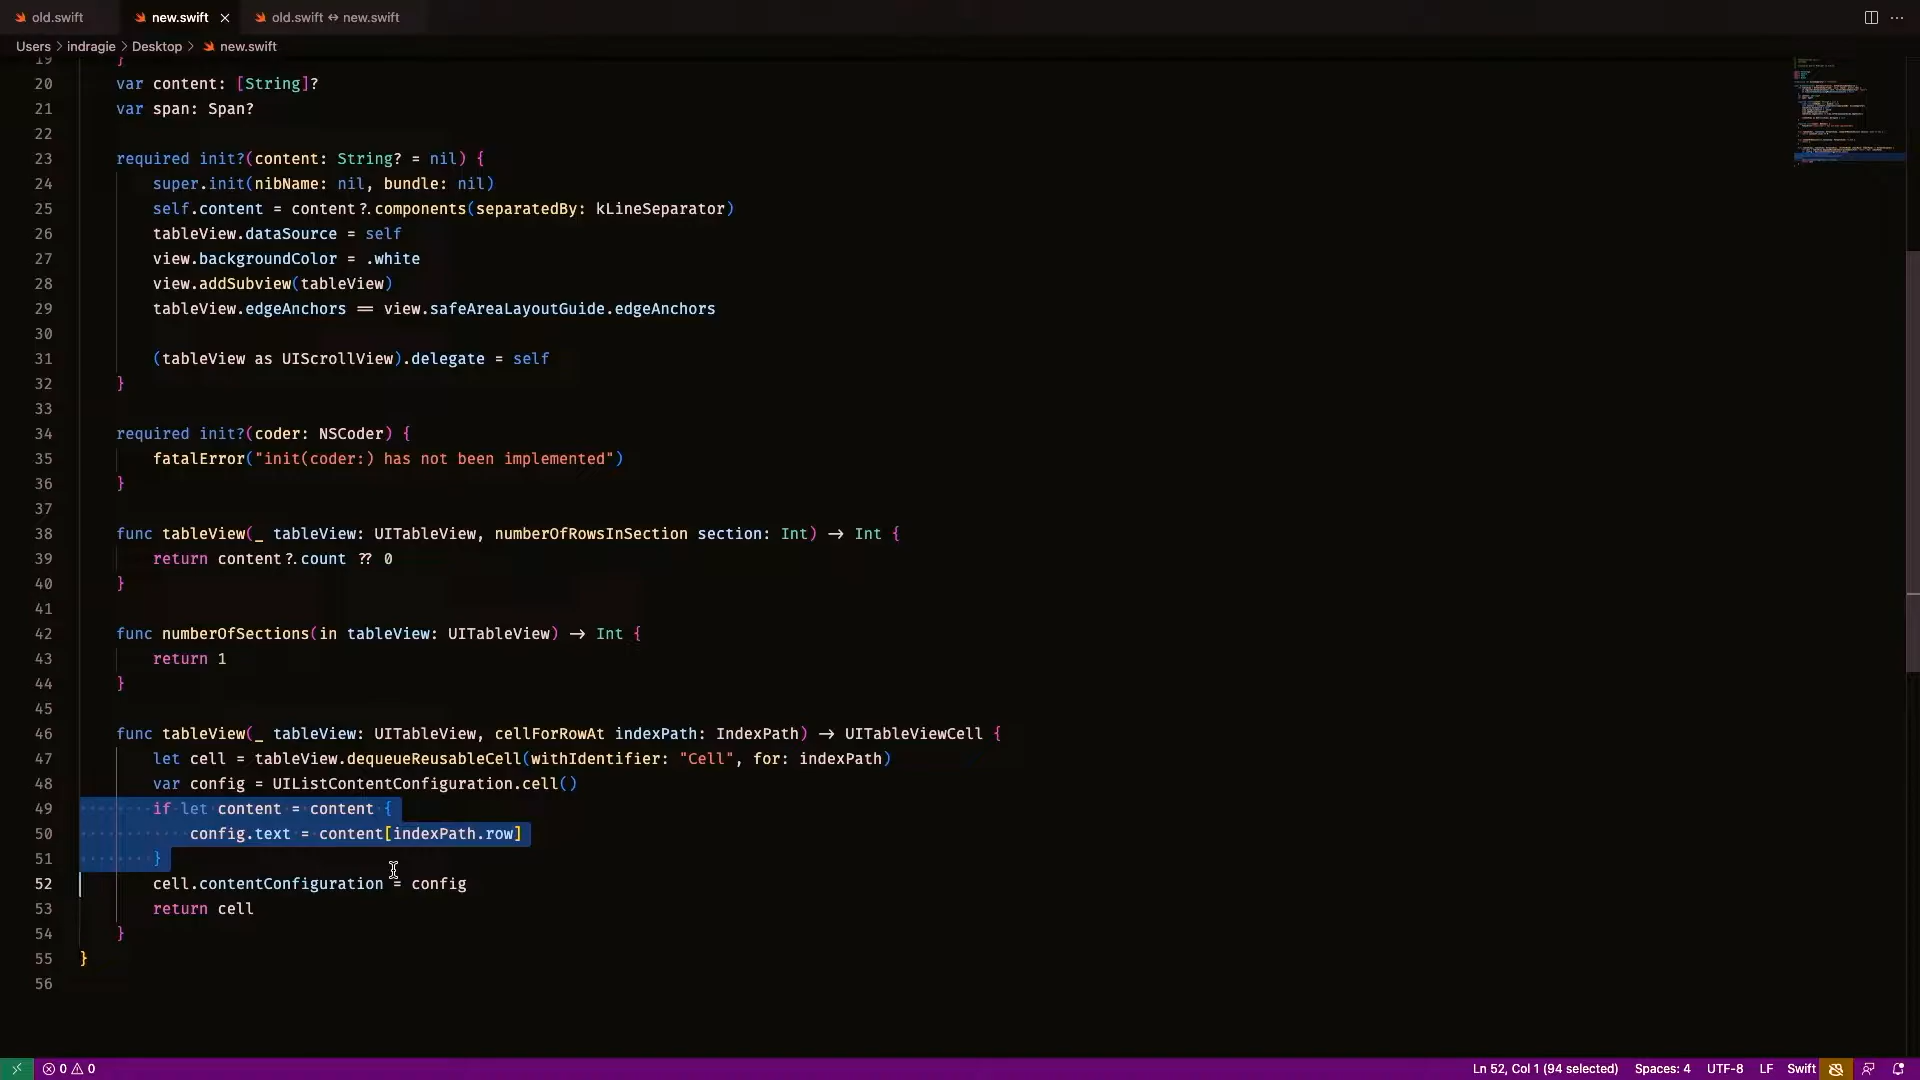 old.swift new.swift old.swift ↔ new.swift
Users > indragie > Desktop > new.swift
19 }
20 var content: [String]?
21 var span: Span?
22
23 required init?(content: String? = nil) {
24 super.init(nibName: nil, bundle: nil)
25 self.content = content?.components(separatedBy: kLineSeparator)
26 tableView.dataSource = self
27 view.backgroundColor = .white
28 view.addSubview(tableView)
29 tableView.edgeAnchors == view.safeAreaLayoutGuide.edgeAnchors
30
31 (tableView as UIScrollView).delegate = self
32 }
33
34 required init?(coder: NSCoder) {
35 fatalError("init(coder:) has not been implemented")
36 }
37
38 func tableView(_ tableView: UITableView, numberOfRowsInSection section: Int) -> Int {
39 return content?.count ?? 0
40 }
41
42 func numberOfSections(in tableView: UITableView) -> Int {
43 return 1
44 }
45
46 func tableView(_ tableView: UITableView, cellForRowAt indexPath: IndexPath) -> UITableViewCell {
47 let cell = tableView.dequeueReusableCell(withIdentifier: "Cell", for: indexPath)
48 var config = UIListContentConfiguration.cell()
49 if let content = content {
50 config.text = content[indexPath.row]
51 }
52 cell.contentConfiguration = config
53 return cell
54 }
55 }
56
0 0 Ln 52, Col 1 (94 selected) Spaces: 4 UTF-8 LF Swift